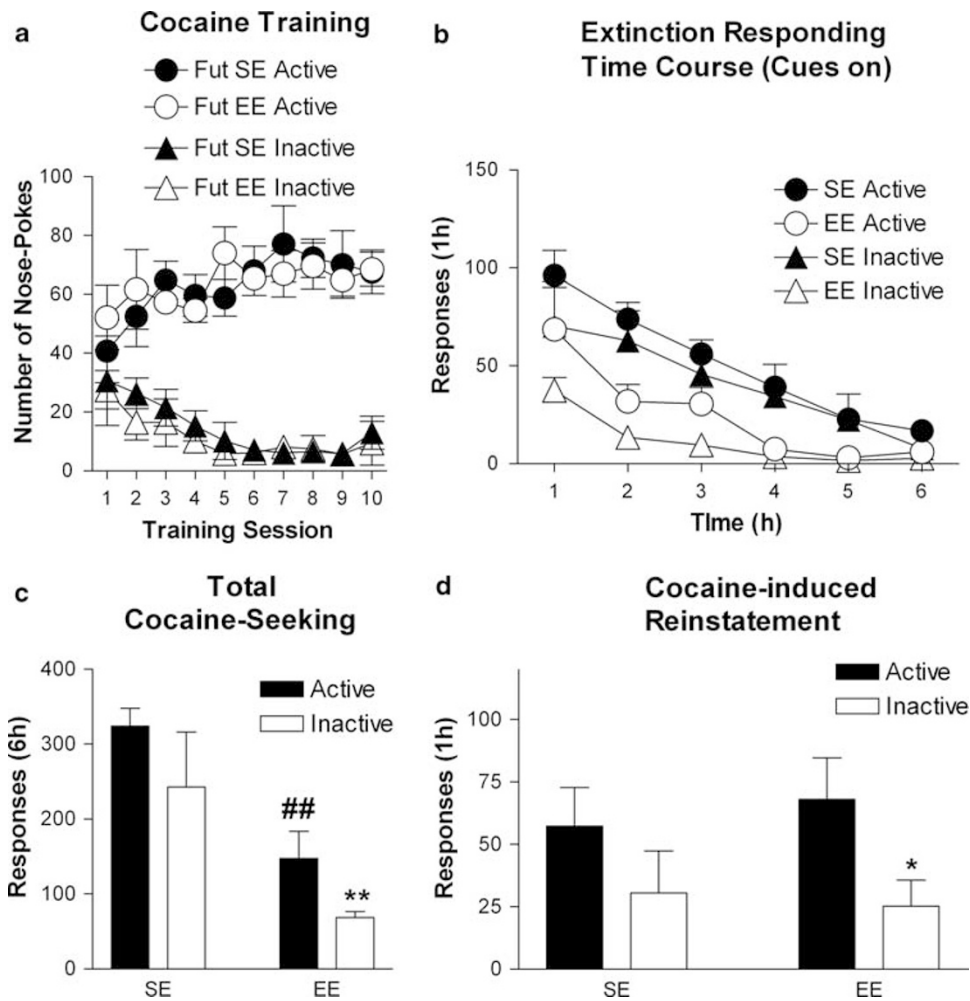 a
Cocaine Training
Fut SE Active
Fut EE Active
Fut SE Inactive
Fut EE Inactive
Number of Nose-Pokes
100
80
60
40
20
0
1 2 3 4 5 6 7 8 9 10
Training Session
b
Extinction Responding
Time Course (Cues on)
SE Active
EE Active
SE Inactive
EE Inactive
Responses (1h)
150
100
50
0
1 2 3 4 5 6
TIme (h)
c
Total
Cocaine-Seeking
Active
Inactive
Responses (6h)
400
300
200
100
0
##
**
SE EE
d
Cocaine-induced
Reinstatement
Active
Inactive
Responses (1h)
100
75
50
25
0
*
SE EE